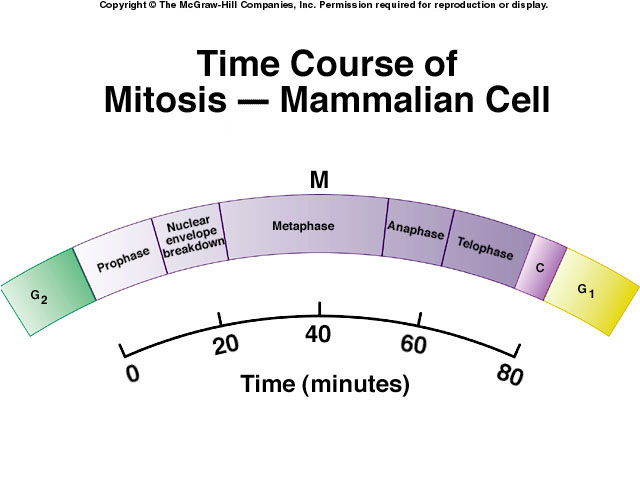 Copyright © The McGraw-Hill Companies, Inc. Permission required for reproduction or display.
Time Course of
Mitosis — Mammalian Cell
M
G2
Prophase
Nuclear
envelope
breakdown
Metaphase
Anaphase
Telophase
C
G1
0
20
40
60
80
Time (minutes)